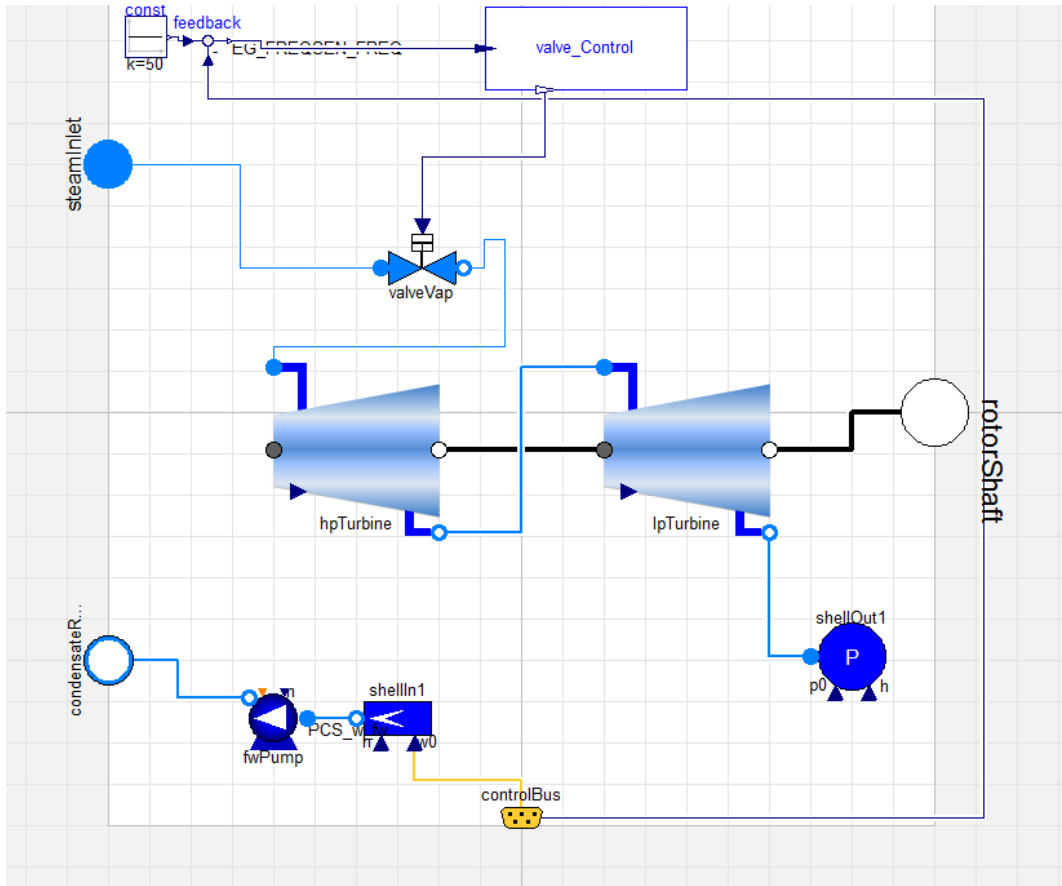 const
feedback
k=50
valve_Control
steamInlet
valveVap
hpTurbine
lpTurbine
rotorShaft
condensateR...
shellOut1
P
p0
h
n
shellIn1
w0
fwPump
controlBus